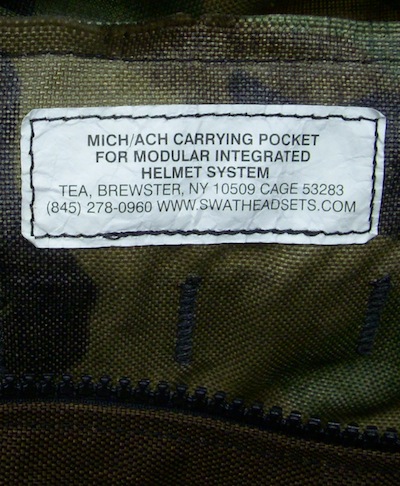 MICH/ACH CARRYING POCKET
FOR MODULAR INTEGRATED
HELMET SYSTEM
TEA, BREWSTER, NY 10509 CAGE 53283
(845) 278-0960 WWW.SWATHEADSETS.COM